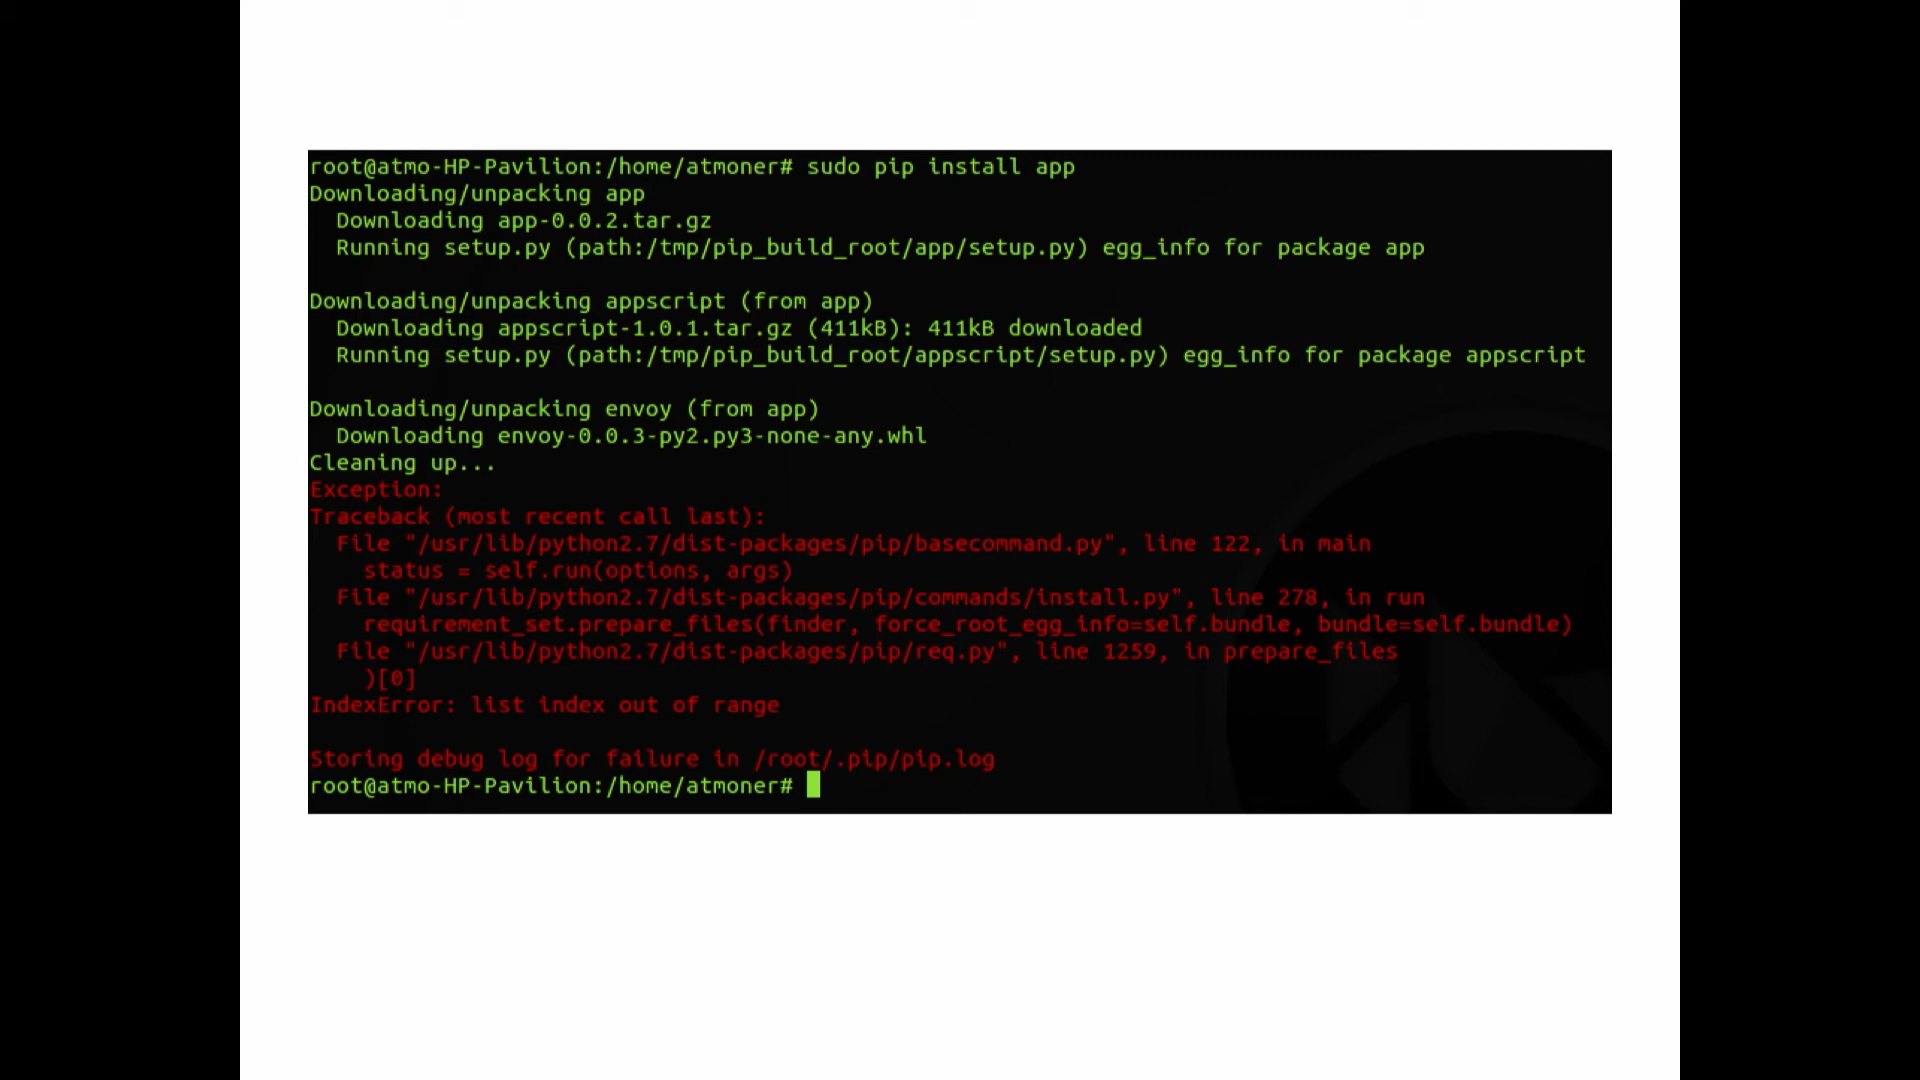 root@atmo-HP-Pavilion:/home/atmoner# sudo pip install app
Downloading/unpacking app
  Downloading app-0.0.2.tar.gz
  Running setup.py (path:/tmp/pip_build_root/app/setup.py) egg_info for package app

Downloading/unpacking appscript (from app)
  Downloading appscript-1.0.1.tar.gz (411kB): 411kB downloaded
  Running setup.py (path:/tmp/pip_build_root/appscript/setup.py) egg_info for package appscript

Downloading/unpacking envoy (from app)
  Downloading envoy-0.0.3-py2.py3-none-any.whl
Cleaning up...
Exception:
Traceback (most recent call last):
  File "/usr/lib/python2.7/dist-packages/pip/basecommand.py", line 122, in main
    status = self.run(options, args)
  File "/usr/lib/python2.7/dist-packages/pip/commands/install.py", line 278, in run
    requirement_set.prepare_files(finder, force_root_egg_info=self.bundle, bundle=self.bundle)
  File "/usr/lib/python2.7/dist-packages/pip/req.py", line 1259, in prepare_files
    )[0]
IndexError: list index out of range

Storing debug log for failure in /root/.pip/pip.log
root@atmo-HP-Pavilion:/home/atmoner#